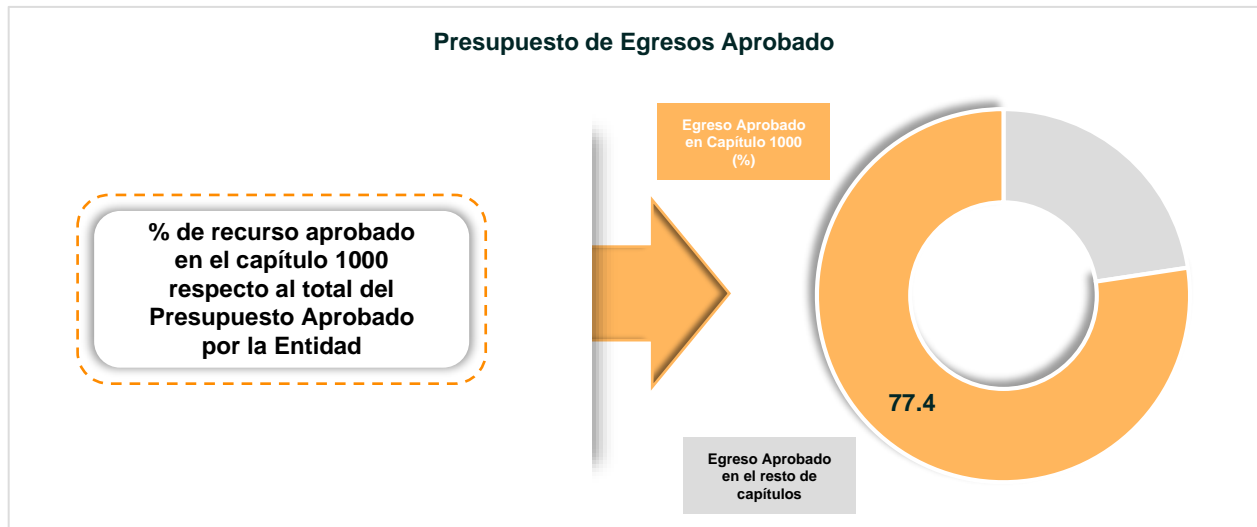 Presupuesto de Egresos Aprobado
Egreso Aprobado
en Capítulo 1000
(%)
% de recurso aprobado
en el capítulo 1000
respecto al total del
Presupuesto Aprobado
por la Entidad
77.4
Egreso Aprobado
en el resto de
capítulos